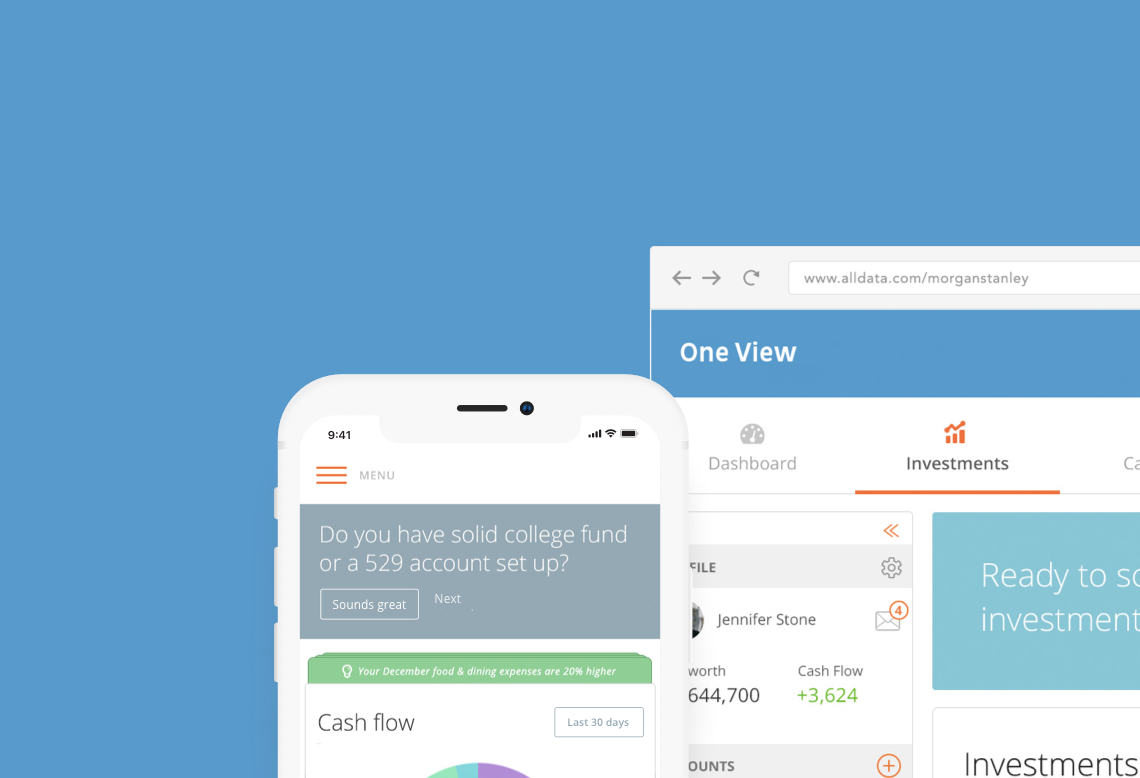 www.alldata.com/morganstanley
One View
Dashboard
Investments
Ca
FILE
Jennifer Stone
4
worth
Cash Flow
644,700
+3,624
OUNTS
Ready to sc
investment
Investments
9:41
MENU
Do you have solid college fund
or a 529 account set up?
Sounds great
Next
Your December food & dining expenses are 20% higher
Cash flow
Last 30 days